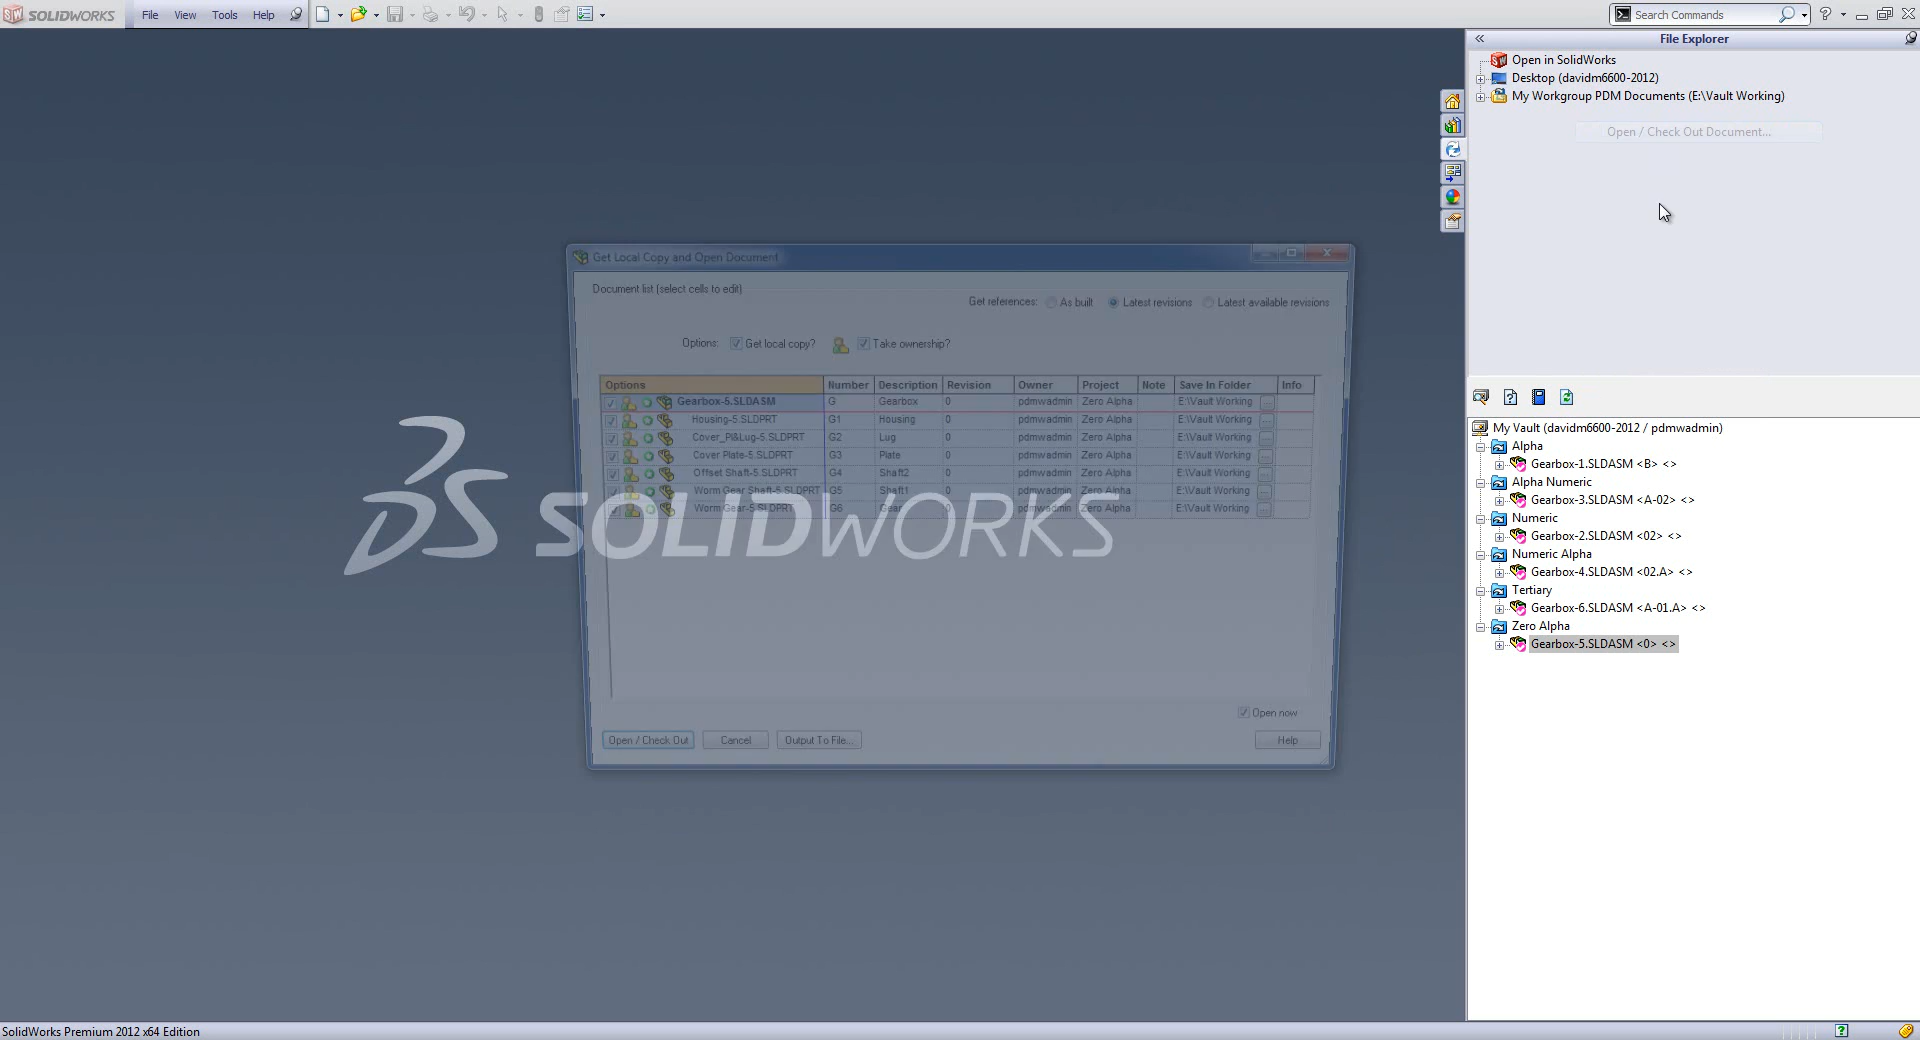 SOLIDWORKS File View Tools Help Search Commands
File Explorer
Open in SolidWorks
Desktop (davidm6600-2012)
My Workgroup PDM Documents (E:\Vault Working)
Open / Check Out Document...
Get Local Copy and Open Document
Document list (select cells to edit)
Get references: As built Latest revisions Latest available revisions
Options: Get local copy? Take ownership?
Options Number Description Revision Owner Project Note Save In Folder Info
Gearbox-5.SLDASM G Gearbox 0 pdmwadmin Zero Alpha E:\Vault Working ...
Housing-5.SLDPRT G1 Housing 0 pdmwadmin Zero Alpha E:\Vault Working ...
Cover_Pl&Lug-5.SLDPRT G2 Lug 0 pdmwadmin Zero Alpha E:\Vault Working ...
Cover Plate-5.SLDPRT G3 Plate 0 pdmwadmin Zero Alpha E:\Vault Working ...
Offset Shaft-5.SLDPRT G4 Shaft2 0 pdmwadmin Zero Alpha E:\Vault Working ...
Worm Gear Shaft-5.SLDPRT G5 Shaft1 0 pdmwadmin Zero Alpha E:\Vault Working ...
Worm Gear-5.SLDPRT G6 Gear 0 pdmwadmin Zero Alpha E:\Vault Working ...
SOLIDWORKS
Open now
Open / Check Out Cancel Output To File... Help
My Vault (davidm6600-2012 / pdmwadmin)
Alpha
Gearbox-1.SLDASM <B> <>
Alpha Numeric
Gearbox-3.SLDASM <A-02> <>
Numeric
Gearbox-2.SLDASM <02> <>
Numeric Alpha
Gearbox-4.SLDASM <02.A> <>
Tertiary
Gearbox-6.SLDASM <A-01.A> <>
Zero Alpha
Gearbox-5.SLDASM <0> <>
SolidWorks Premium 2012 x64 Edition